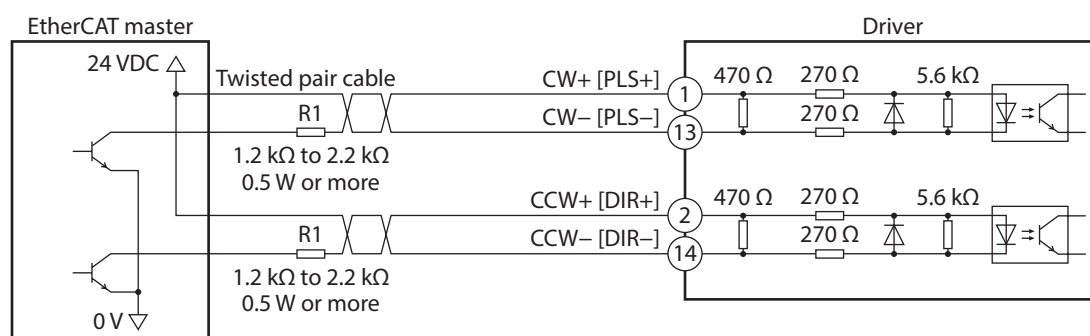 EtherCAT master
Driver
24 VDC
Twisted pair cable
CW+ [PLS+]
1
470 Ω
270 Ω
5.6 kΩ
R1
CW− [PLS−]
13
270 Ω
1.2 kΩ to 2.2 kΩ
0.5 W or more
CCW+ [DIR+]
2
470 Ω
270 Ω
5.6 kΩ
R1
CCW− [DIR−]
14
270 Ω
1.2 kΩ to 2.2 kΩ
0.5 W or more
0 V